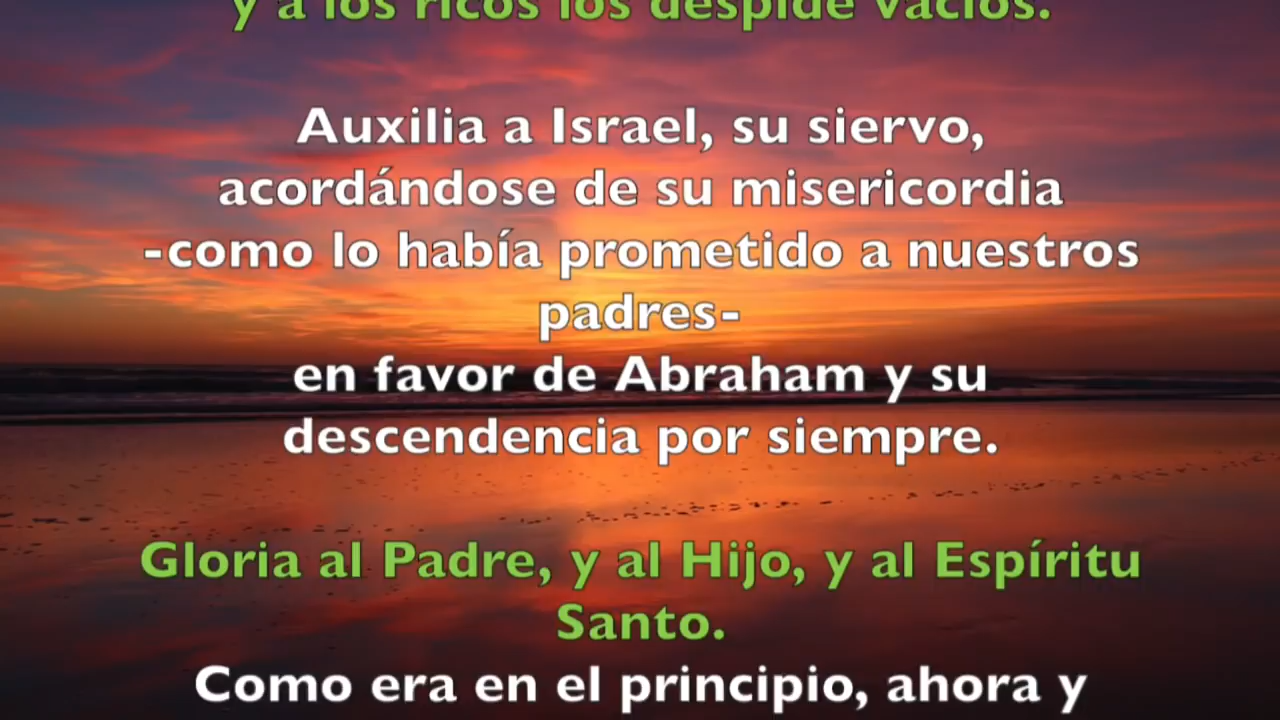 y a los ricos los despide vacíos.
Auxilia a Israel, su siervo,
acordándose de su misericordia
-como lo había prometido a nuestros
padres-
en favor de Abraham y su
descendencia por siempre.
Gloria al Padre, y al Hijo, y al Espíritu
Santo.
Como era en el principio, ahora y